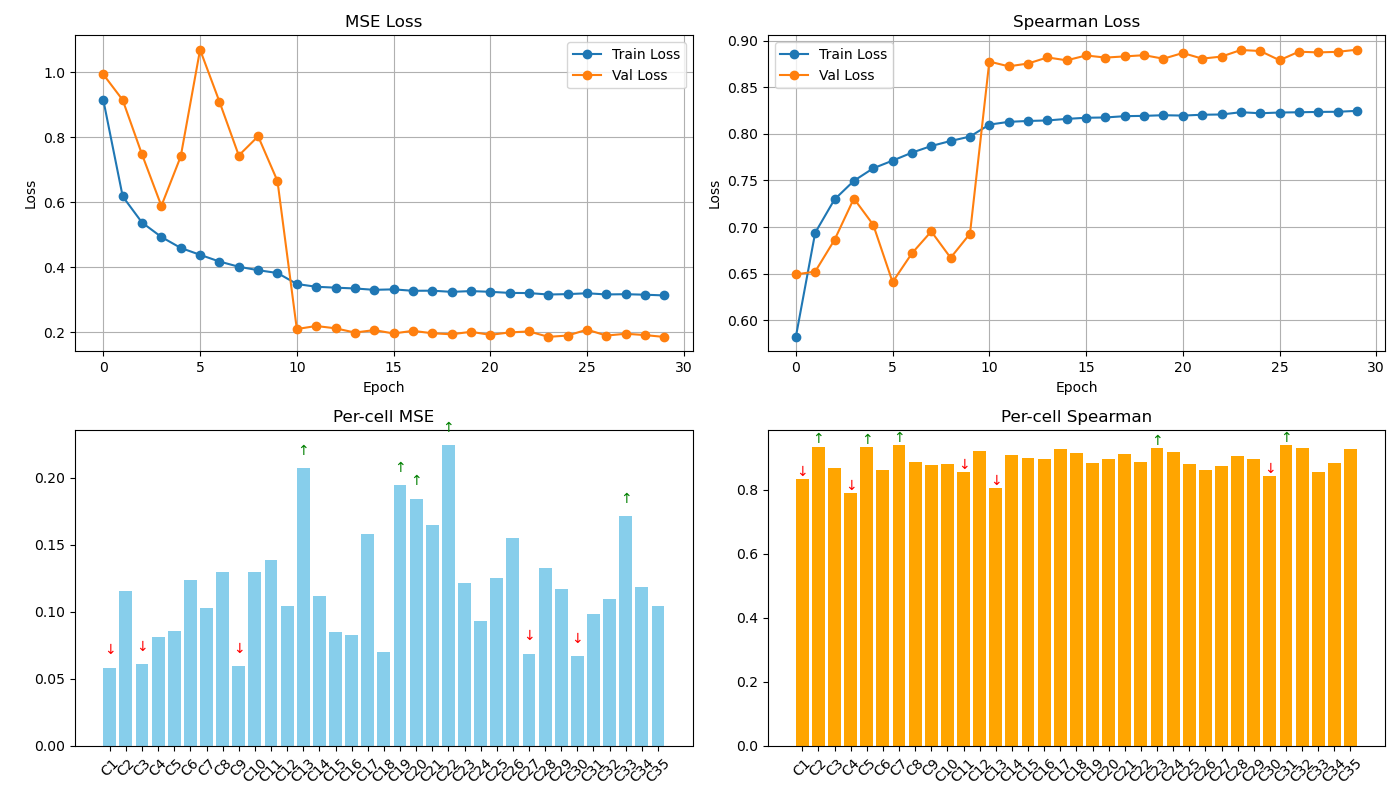 MSE Loss
1.0
0.8
0.6
0.4
0.2
Loss
Train Loss
Val Loss
0 5 10 15 20 25 30
Epoch
Spearman Loss
0.90
0.85
0.80
0.75
0.70
0.65
0.60
Loss
Train Loss
Val Loss
0 5 10 15 20 25 30
Epoch
Per-cell MSE
↑
↑ ↑ ↑ ↑
↓ ↓ ↓ ↓ ↓
0.20
0.15
0.10
0.05
0.00
C1 C2 C3 C4 C5 C6 C7 C8 C9 C10 C11 C12 C13 C14 C15 C16 C17 C18 C19 C20 C21 C22 C23 C24 C25 C26 C27 C28 C29 C30 C31 C32 C33 C34 C35
Per-cell Spearman
↓ ↑ ↓ ↑ ↑ ↓ ↓ ↑ ↓ ↑
0.8
0.6
0.4
0.2
0.0
C1 C2 C3 C4 C5 C6 C7 C8 C9 C10 C11 C12 C13 C14 C15 C16 C17 C18 C19 C20 C21 C22 C23 C24 C25 C26 C27 C28 C29 C30 C31 C32 C33 C34 C35